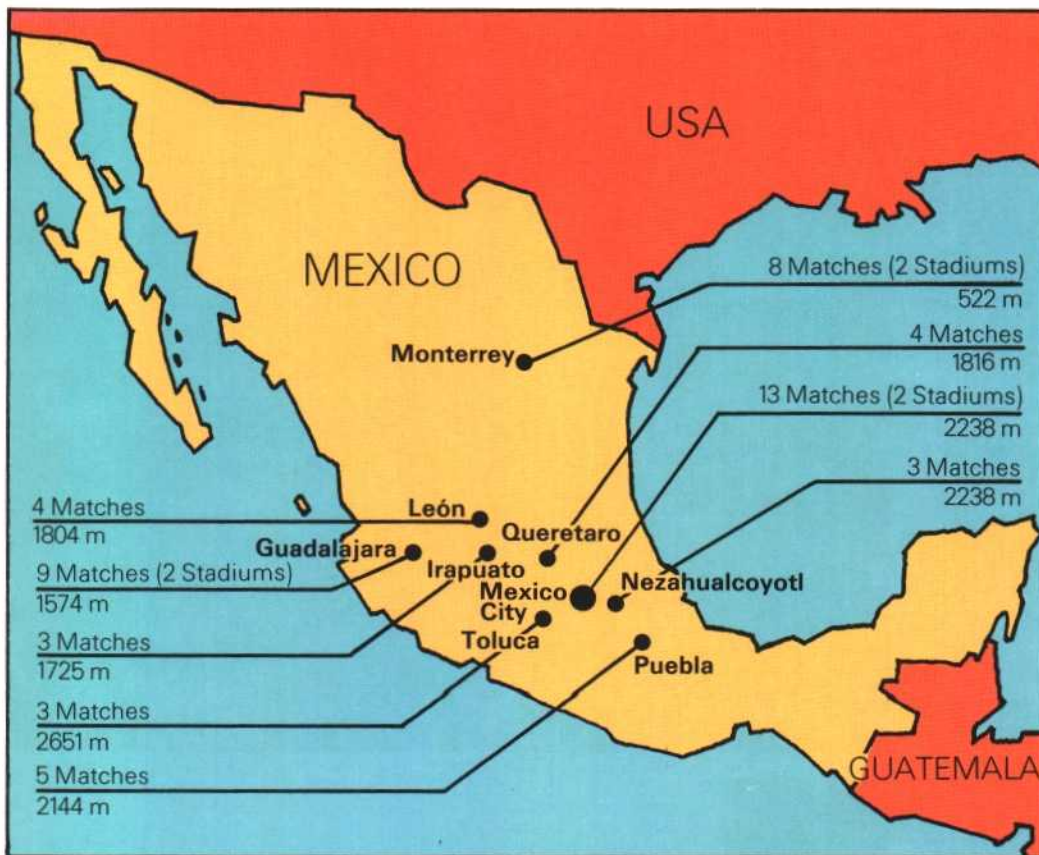 USA
MEXICO
8 Matches (2 Stadiums)
522 m
Monterrey
4 Matches
1816 m
13 Matches (2 Stadiums)
2238 m
3 Matches
2238 m
4 Matches
1804 m
León
Queretaro
Guadalajara
Irapuato
9 Matches (2 Stadiums)
1574 m
Mexico
City
Nezahualcoyotl
Toluca
3 Matches
1725 m
Puebla
3 Matches
2651 m
5 Matches
2144 m
GUATEMALA